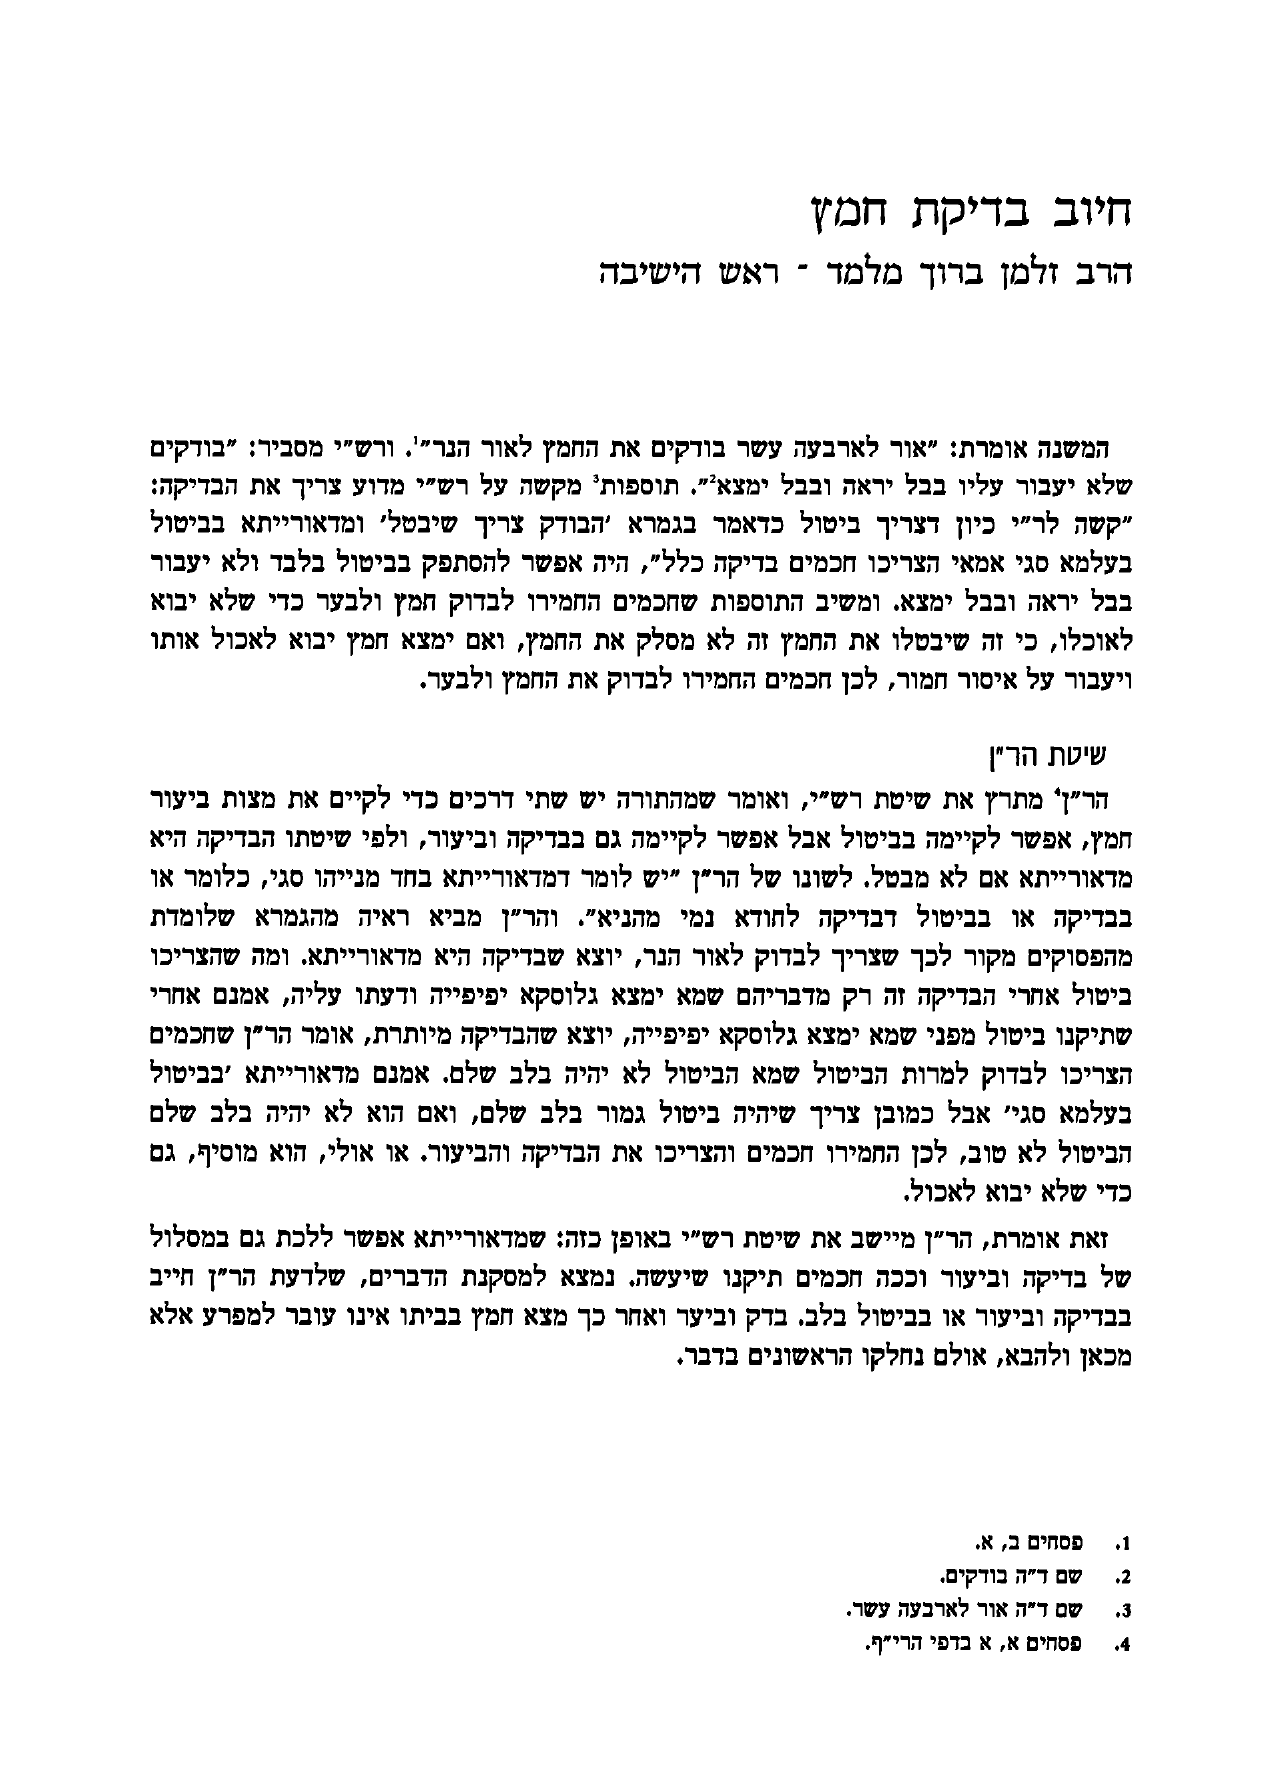 חיוב בדיקת חמץ
הרב זלמן ברוך מלמד - ראש הישיבה
המשנה אומרת: ״אור לארבעה עשר בודקים את החמץ לאור הנר״¹. ורש״י מסביר: ״בודקים
שלא יעבור עליו בבל יראה ובבל ימצא²״. תוספות³ מקשה על רש״י מדוע צריך את הבדיקה:
״קשה לר״י כיון דצריך ביטול כדאמר בגמרא ׳הבודק צריך שיבטל׳ ומדאורייתא בביטול
בעלמא סגי אמאי הצריכו חכמים בדיקה כלל״, היה אפשר להסתפק בביטול בלבד ולא יעבור
בבל יראה ובבל ימצא. ומשיב התוספות שחכמים החמירו לבדוק חמץ ולבער כדי שלא יבוא
לאוכלו, כי זה שיבטלו את החמץ זה לא מסלק את החמץ, ואם ימצא חמץ יבוא לאכול אותו
ויעבור על איסור חמור, לכן חכמים החמירו לבדוק את החמץ ולבער.
שיטת הר״ן
הר״ן⁴ מתרץ את שיטת רש״י, ואומר שמהתורה יש שתי דרכים כדי לקיים את מצות ביעור
חמץ, אפשר לקיימה בביטול אבל אפשר לקיימה גם בבדיקה וביעור, ולפי שיטתו הבדיקה היא
מדאורייתא אם לא מבטל. לשונו של הר״ן ״יש לומר דמדאורייתא בחד מנייהו סגי, כלומר או
בבדיקה או בביטול דבדיקה לחודא נמי מהניא״. והר״ן מביא ראיה מהגמרא שלומדת
מהפסוקים מקור לכך שצריך לבדוק לאור הנר, יוצא שבדיקה היא מדאורייתא. ומה שהצריכו
ביטול אחרי הבדיקה זה רק מדבריהם שמא ימצא גלוסקא יפיפייה ודעתו עליה, אמנם אחרי
שתיקנו ביטול מפני שמא ימצא גלוסקא יפיפייה, יוצא שהבדיקה מיותרת, אומר הר״ן שחכמים
הצריכו לבדוק למרות הביטול שמא הביטול לא יהיה בלב שלם. אמנם מדאורייתא ׳בביטול
בעלמא סגי׳ אבל כמובן צריך שיהיה ביטול גמור בלב שלם, ואם הוא לא יהיה בלב שלם
הביטול לא טוב, לכן החמירו חכמים והצריכו את הבדיקה והביעור. או אולי, הוא מוסיף, גם
כדי שלא יבוא לאכול.
זאת אומרת, הר״ן מיישב את שיטת רש״י באופן כזה: שמדאורייתא אפשר ללכת גם במסלול
של בדיקה וביעור וככה חכמים תיקנו שיעשה. נמצא למסקנת הדברים, שלדעת הר״ן חייב
בבדיקה וביעור או בביטול בלב. בדק וביער ואחר כך מצא חמץ בביתו אינו עובר למפרע אלא
מכאן ולהבא, אולם נחלקו הראשונים בדבר.
1. פסחים ב, א.
2. שם ד״ה בודקים.
3. שם ד״ה אור לארבעה עשר.
4. פסחים א, א בדפי הרי״ף.